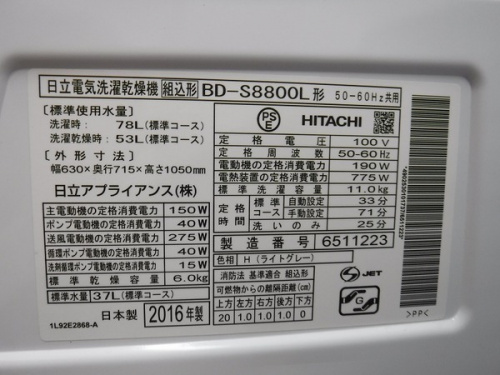 日立電気洗濯乾燥機 組込形 BD-S8800L形 50-60Hz共用
[標準使用水量]
洗濯時: 78L(標準コース)
洗濯乾燥時: 53L(標準コース)
[外形寸法]
幅630×奥行715×高さ1050mm
日立アプライアンス(株)
主電動機の定格消費電力 150W
ポンプ電動機の定格消費電力 40W
送風電動機の定格消費電力 275W
循環ポンプ電動機の定格消費電力 40W
洗剤循環ポンプ電動機の定格消費電力 15W
標準乾燥容量 6.0kg
標準水量 37L(標準コース)
日本製 2016年製
1L92E2868-A
PSE HITACHI
定格電圧 100V
定格周波数 50-60Hz
電動機の定格消費電力 190W
電熱装置の定格消費電力 775W
標準洗濯容量 11.0kg
定格時間 標準コース 自動 33分
手動 71分
洗いのみ 25分
製造番号 6511223
色相 H(ライトグレー)
消防法 基準適合 組込形
可燃物からの離隔距離(cm)
上方 左方 右方 前方 後方 下方
20 1.0 1.0 1.0 0
S JET
G
>PP<